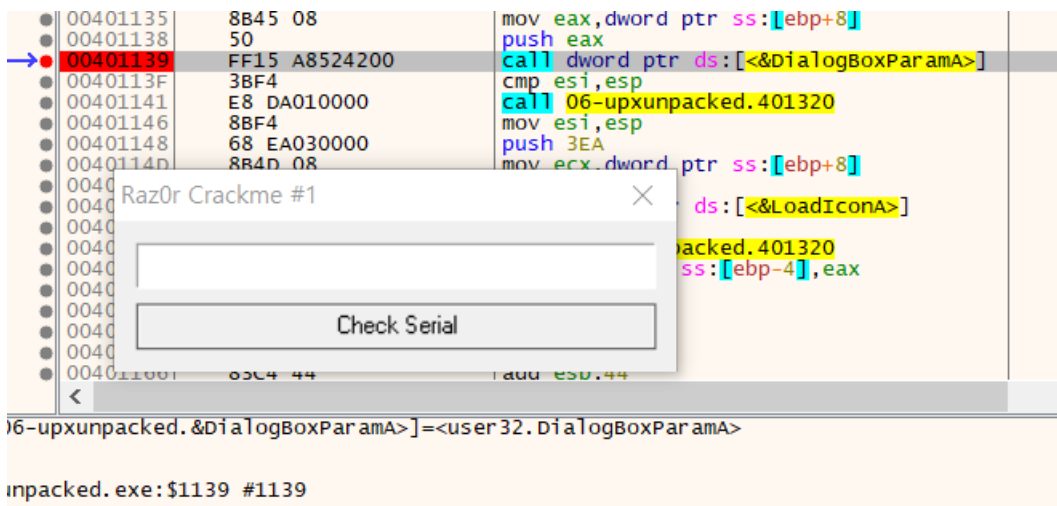 00401135 8B45 08 mov eax,dword ptr ss:[ebp+8]
00401138 50 push eax
00401139 FF15 A8524200 call dword ptr ds:[<&DialogBoxParamA>]
0040113F 3BF4 cmp esi,esp
00401141 E8 DA010000 call 06-upxunpacked.401320
00401146 8BF4 mov esi,esp
00401148 68 EA030000 push 3EA
0040114D 8B4D 08 mov ecx,dword ptr ss:[ebp+8]
Raz0r Crackme #1
ds:[<&LoadIconA>]
acked.401320
ss:[ebp-4],eax
Check Serial
00401166 83C4 44 add esp,44
06-upxunpacked.&DialogBoxParamA>]=<user32.DialogBoxParamA>
unpacked.exe:$1139 #1139